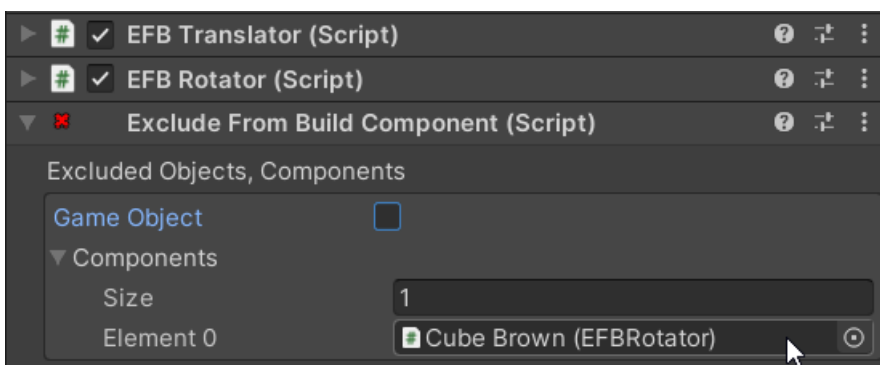 EFB Translator (Script)
EFB Rotator (Script)
Exclude From Build Component (Script)
Excluded Objects, Components
Game Object
Components
Size 1
Element 0 Cube Brown (EFBRotator)